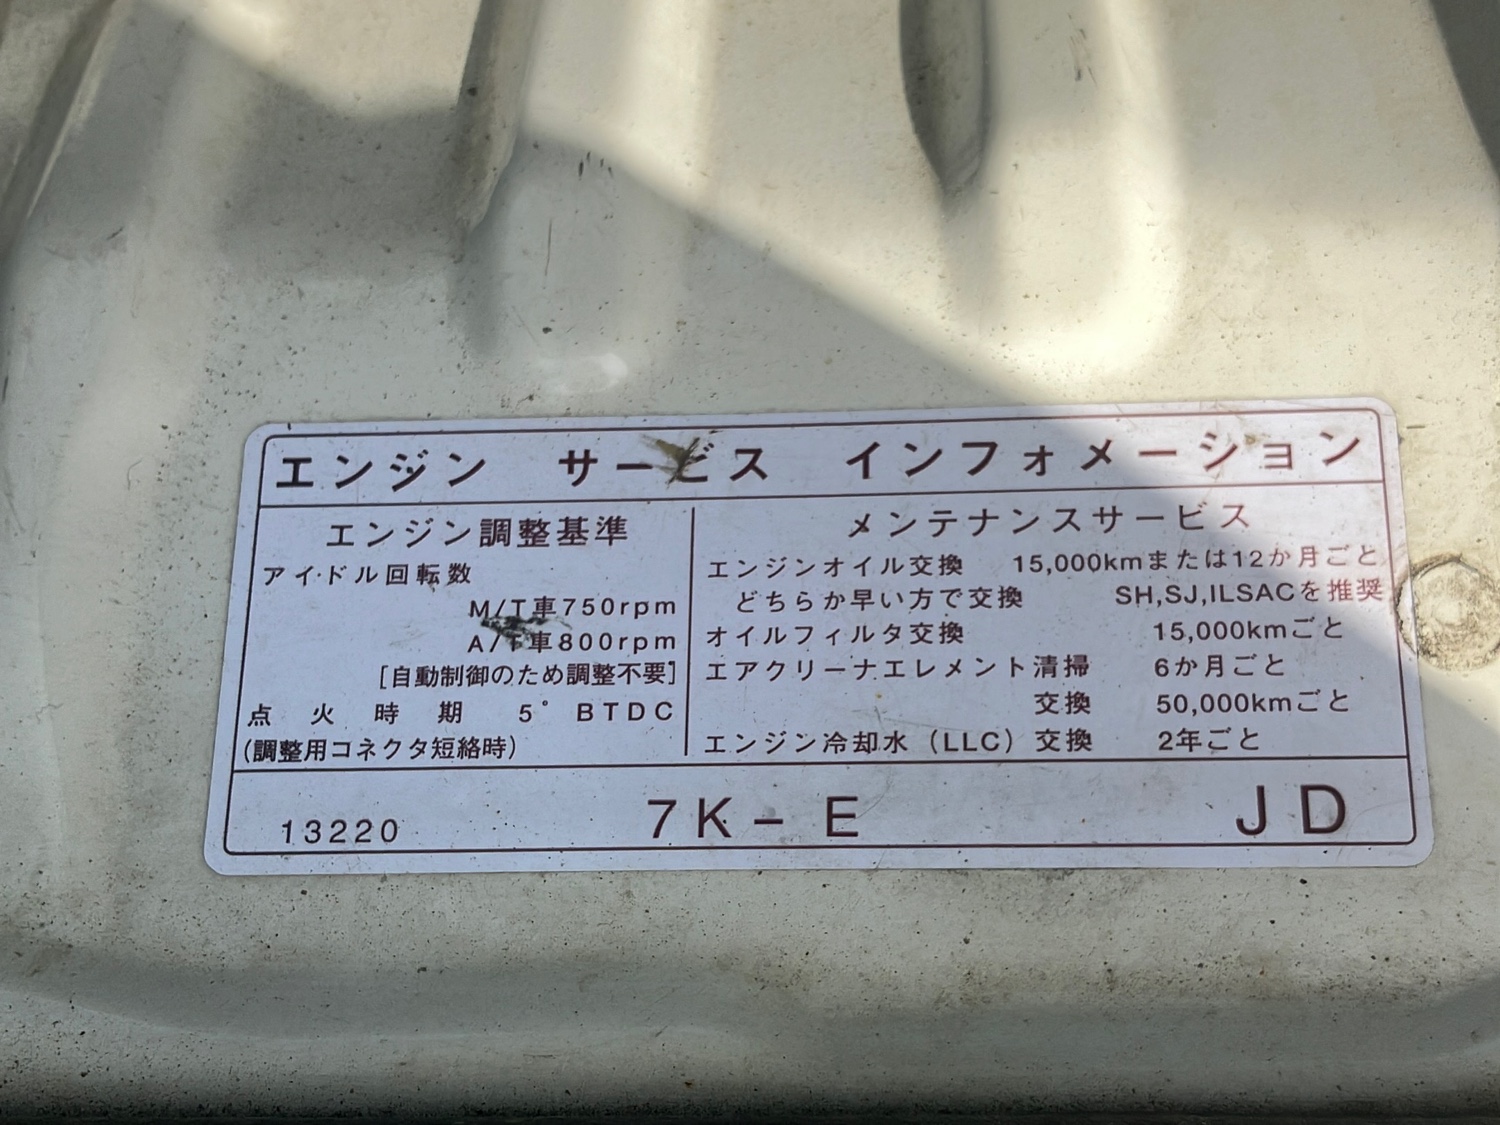 エンジン サービス インフォメーション
エンジン調整基準
アイドル回転数
M/T車750rpm
A/T車800rpm
[自動制御のため調整不要]
点火時期 5°BTDC
(調整用コネクタ短絡時)
メンテナンスサービス
エンジンオイル交換 15,000kmまたは12か月ごと
どちらか早い方で交換 SH,SJ,ILSACを推奨
オイルフィルタ交換 15,000kmごと
エアクリーナエレメント清掃 6か月ごと
交換 50,000kmごと
エンジン冷却水(LLC)交換 2年ごと
13220 7K-E JD